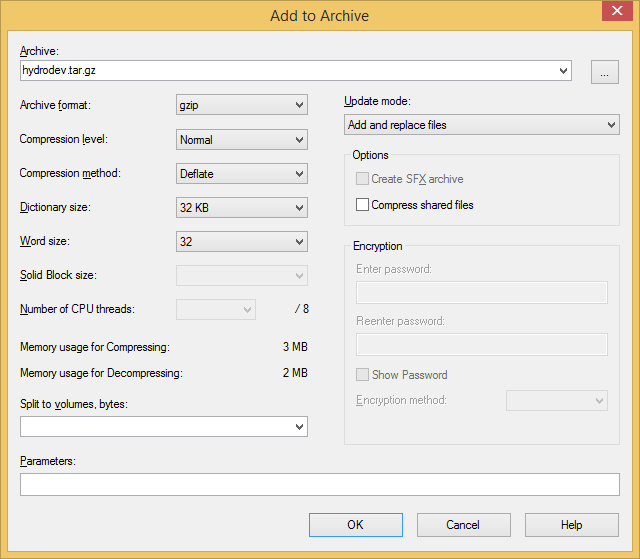 Add to Archive
Archive:
hydrodev.tar.gz
...
Archive format:
gzip
Compression level:
Normal
Compression method:
Deflate
Dictionary size:
32 KB
Word size:
32
Solid Block size:
Number of CPU threads:
/ 8
Memory usage for Compressing:
3 MB
Memory usage for Decompressing:
2 MB
Split to volumes, bytes:
Update mode:
Add and replace files
Options
Create SFX archive
Compress shared files
Encryption
Enter password:
Reenter password:
Show Password
Encryption method:
Parameters:
OK
Cancel
Help